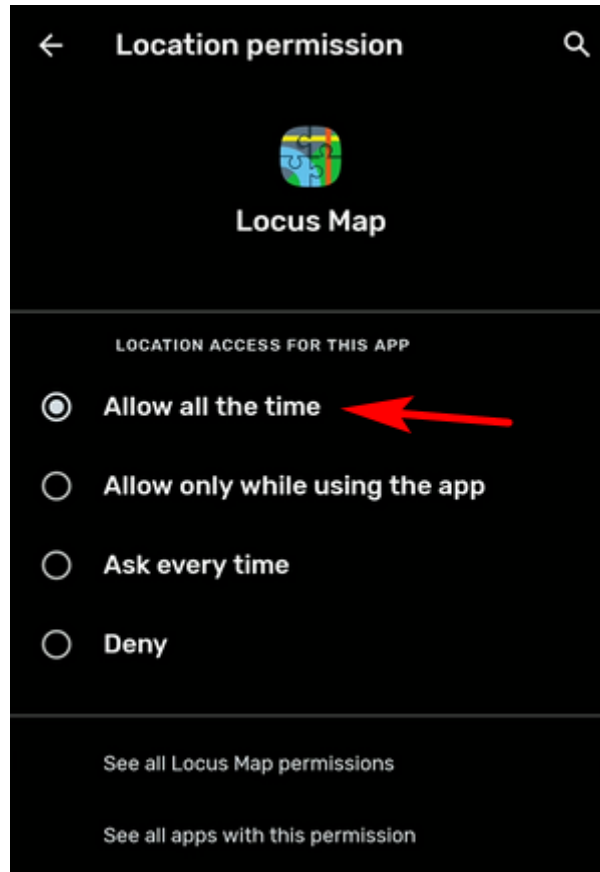 Location permission
Locus Map
LOCATION ACCESS FOR THIS APP
Allow all the time
Allow only while using the app
Ask every time
Deny
See all Locus Map permissions
See all apps with this permission